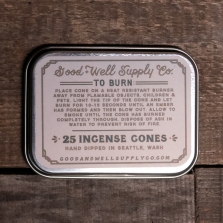 Good & Well Supply Co.
TO BURN
PLACE CONE ON A HEAT RESISTANT BURNER
AWAY FROM FLAMABLE OBJECTS, CHILDREN &
PETS. LIGHT THE TIP OF THE CONE AND LET
BURN FOR 10-15 SECONDS UNTIL AN EMBER
HAS FORMED AND THEN BLOW OUT. ALLOW TO
SMOKE UNTIL THE CONE HAS BURNED
COMPLETELY THROUGH. DISPOSE OF ASH IN
WATER TO PREVENT RISK OF FIRE.
25 INCENSE CONES
HAND DIPPED IN SEATTLE, WASH
GOODANDWELLSUPPLYCO.COM